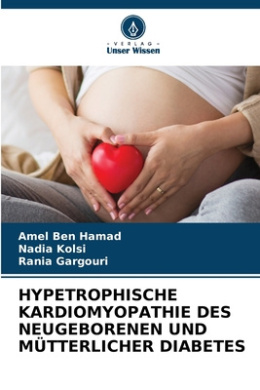 VERLAG
Unser Wissen
Amel Ben Hamad
Nadia Kolsi
Rania Gargouri
HYPETROPHISCHE
KARDIOMYOPATHIE DES
NEUGEBORENEN UND
MÜTTERLICHER DIABETES